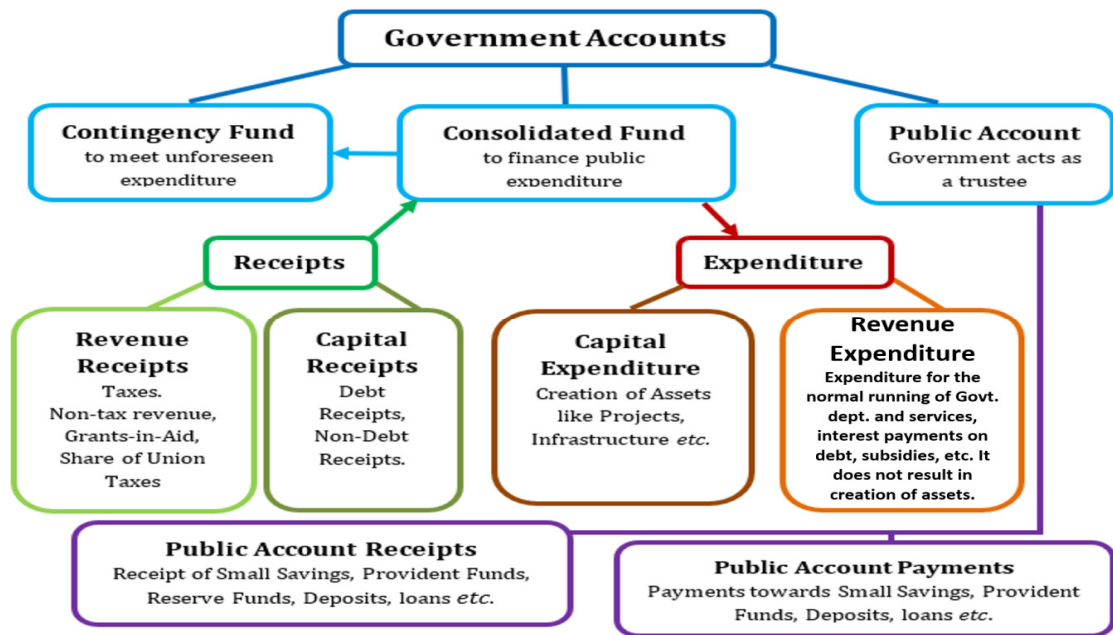 Government Accounts
Contingency Fund
to meet unforeseen
expenditure
Consolidated Fund
to finance public
expenditure
Public Account
Government acts as
a trustee
Receipts
Expenditure
Revenue
Receipts
Taxes.
Non-tax revenue,
Grants-in-Aid,
Share of Union
Taxes
Capital
Receipts
Debt
Receipts,
Non-Debt
Receipts.
Capital
Expenditure
Creation of Assets
like Projects,
Infrastructure etc.
Revenue
Expenditure
Expenditure for the
normal running of Govt.
dept. and services,
interest payments on
debt, subsidies, etc. It
does not result in
creation of assets.
Public Account Receipts
Receipt of Small Savings, Provident Funds,
Reserve Funds, Deposits, loans etc.
Public Account Payments
Payments towards Small Savings, Provident
Funds, Deposits, loans etc.